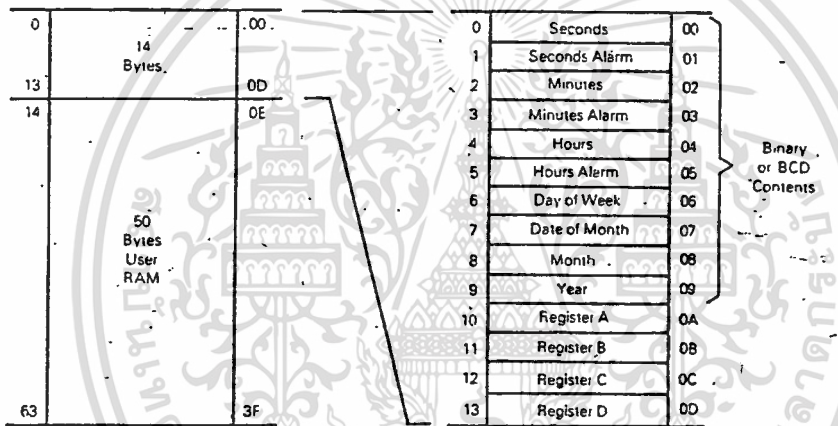 0 00
14
Bytes
13 0D
14 0E
50
Bytes
User
RAM
63 3F
0 Seconds 00
1 Seconds Alarm 01
2 Minutes 02
3 Minutes Alarm 03
4 Hours 04
5 Hours Alerm 05
6 Day of Week 06
7 Date of Month 07
8 Month 08
9 Year 09
10 Register A 0A
11 Register B 0B
12 Register C 0C
13 Register D 0D
Binary
or BCD
Contents